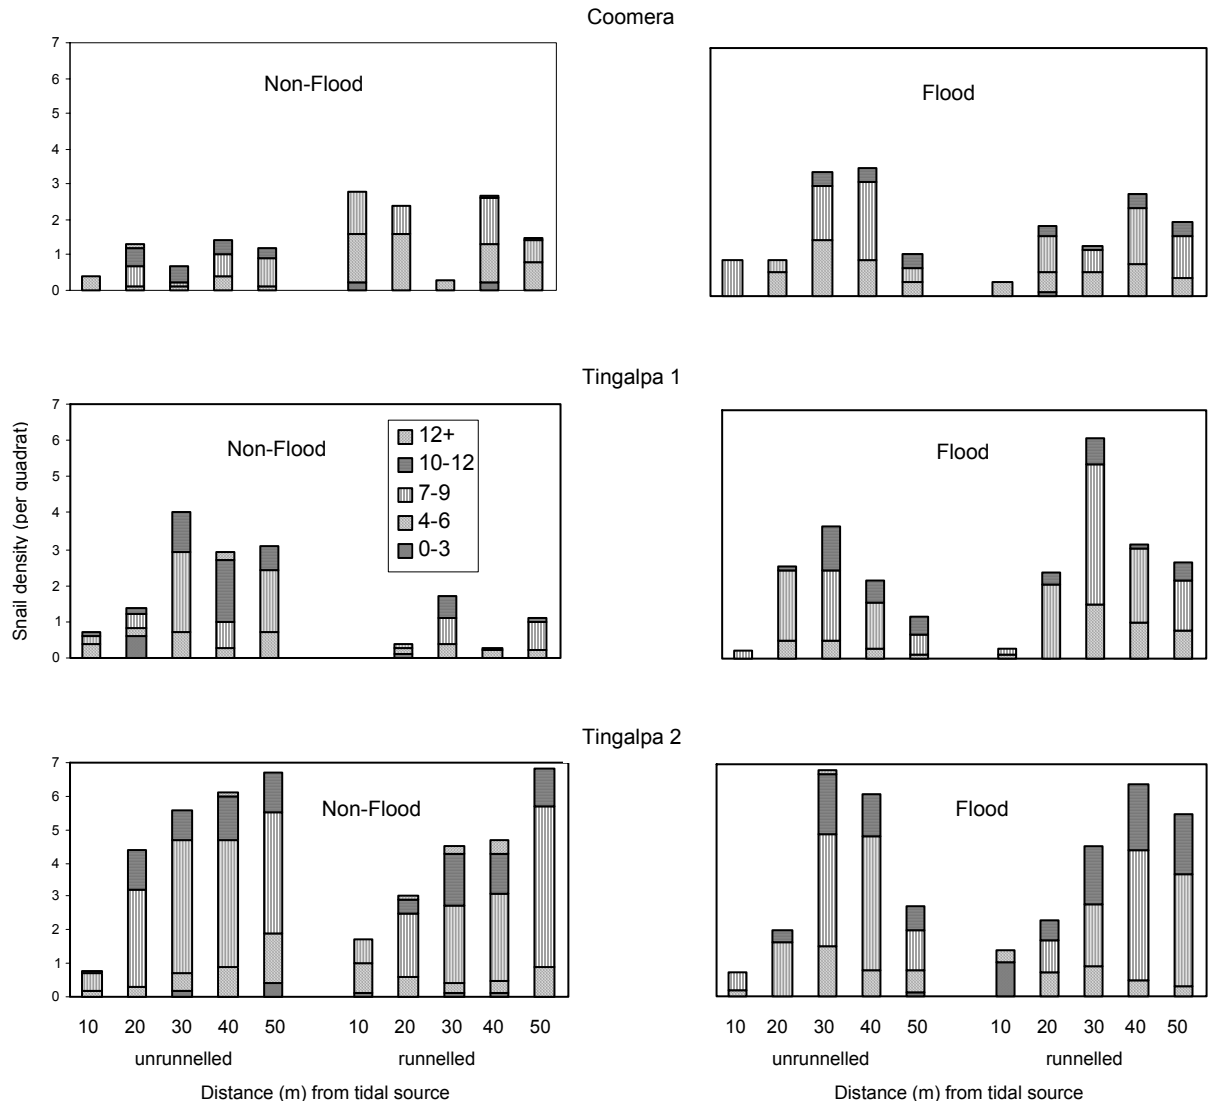 Coomera
7
6
5
4
3
2
1
0
Non-Flood
Flood
Tingalpa 1
Snail density (per quadrat)
7
6
5
4
3
2
1
0
Non-Flood
12+
10-12
7-9
4-6
0-3
Flood
Tingalpa 2
7
6
5
4
3
2
1
0
Non-Flood
Flood
10 20 30 40 50 10 20 30 40 50
unrunnelled runnelled
Distance (m) from tidal source
10 20 30 40 50 10 20 30 40 50
unrunnelled runnelled
Distance (m) from tidal source